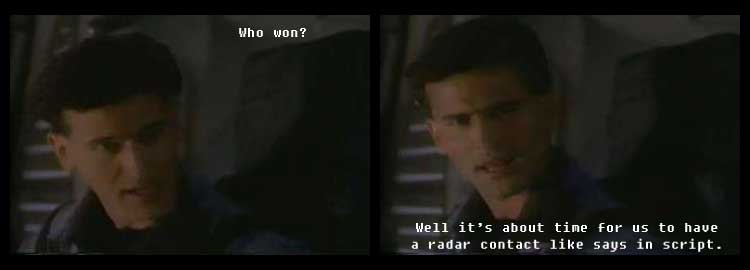 Who won?
Well it's about time for us to have
a radar contact like says in script.